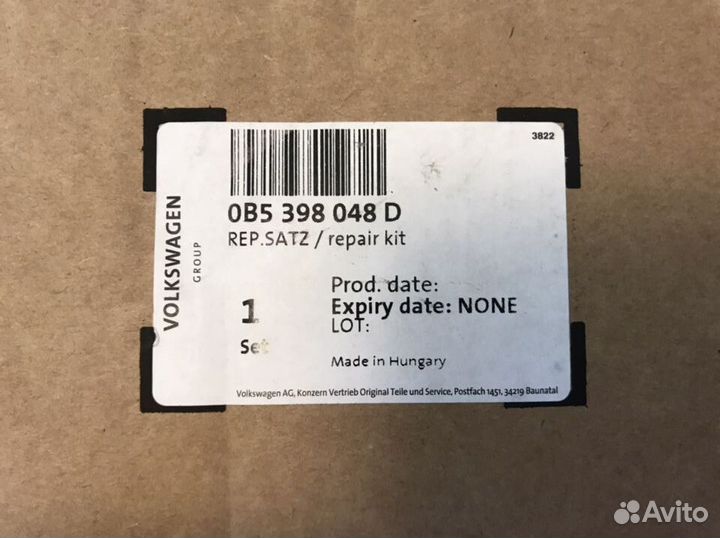 3822
0B5 398 048 D
REP.SATZ / repair kit
VOLKSWAGEN
GROUP
Prod. date:
Expiry date: NONE
LOT:
1
Set
Made in Hungary
Volkswagen AG, Konzern Vertrieb Original Teile und Service, Postfach 1451, 34219 Baunatal
Avito